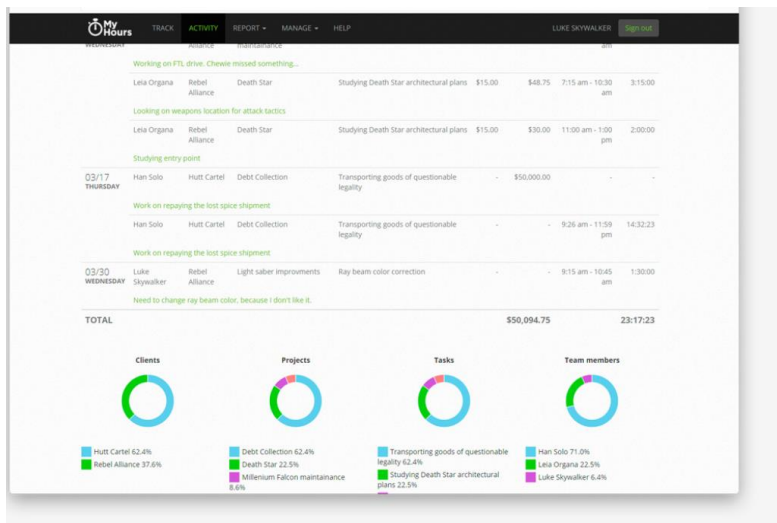 My Hours TRACK ACTIVITY REPORT MANAGE HELP LUKE SKYWALKER Sign out
WEDNESDAY Alliance maintainance am
Working on FTL drive. Chewie missed something...
Leia Organa Rebel Alliance Death Star Studying Death Star architectural plans $15.00 $48.75 7:15 am - 10:30 am 3:15:00
Looking on weapons location for attack tactics
Leia Organa Rebel Alliance Death Star Studying Death Star architectural plans $15.00 $30.00 11:00 am - 1:00 pm 2:00:00
Studying entry point
03/17 THURSDAY Han Solo Hutt Cartel Debt Collection Transporting goods of questionable legality - $50,000.00 - -
Work on repaying the lost spice shipment
Han Solo Hutt Cartel Debt Collection Transporting goods of questionable legality - - 9:26 am - 11:59 pm 14:32:23
Work on repaying the lost spice shipment
03/30 WEDNESDAY Luke Skywalker Rebel Alliance Light saber improvments Ray beam color correction - - 9:15 am - 10:45 am 1:30:00
Need to change ray beam color, because I don't like it.
TOTAL $50,094.75 23:17:23
Clients Projects Tasks Team members
Hutt Cartel 62.4%
Rebel Alliance 37.6%
Debt Collection 62.4%
Death Star 22.5%
Millenium Falcon maintainance
8.6%
Transporting goods of questionable
legality 62.4%
Studying Death Star architectural
plans 22.5%
Han Solo 71.0%
Leia Organa 22.5%
Luke Skywalker 6.4%